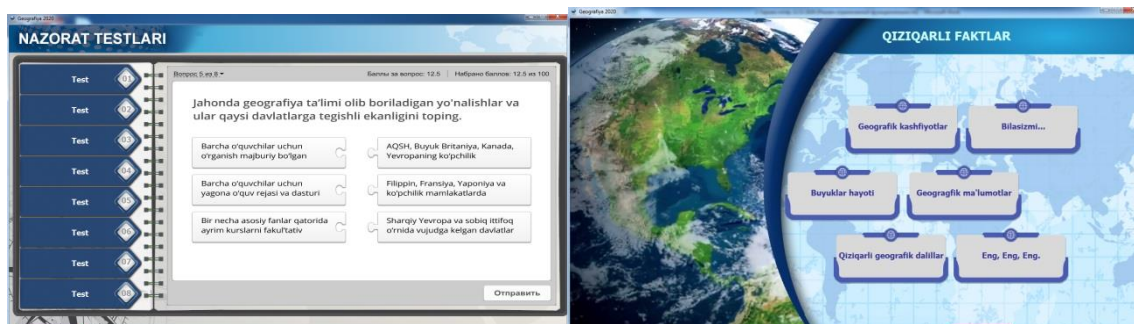 Geografiya 2020
NAZORAT TESTLARI
Test 01
Test 02
Test 03
Test 04
Test 05
Test 06
Test 07
Test 08
Вопрос 5 из 8
Баллы за вопрос: 12.5 | Набрано баллов: 12.5 из 100
Jahonda geografiya ta'limi olib boriladigan yo'nalishlar va
ular qaysi davlatlarga tegishli ekanligini toping.
Barcha o'quvchilar uchun
o'rganish majburiy bo'lgan
AQSH, Buyuk Britaniya, Kanada,
Yevropaning ko'pchilik
Barcha o'quvchilar uchun
yagona o'quv rejasi va dasturi
Filippin, Fransiya, Yaponiya va
ko'pchilik mamlakatlarda
Bir necha asosiy fanlar qatorida
ayrim kurslarni fakul'tativ
Sharqiy Yevropa va sobiq ittifoq
o'rnida vujudga kelgan davlatlar
Отправить
Geografiya 2020
QIZIQARLI FAKTLAR
Geografik kashfiyotlar
Bilasizmi...
Buyuklar hayoti
Geogragfik ma'lumotlar
Qiziqarli geografik dalillar
Eng, Eng, Eng.